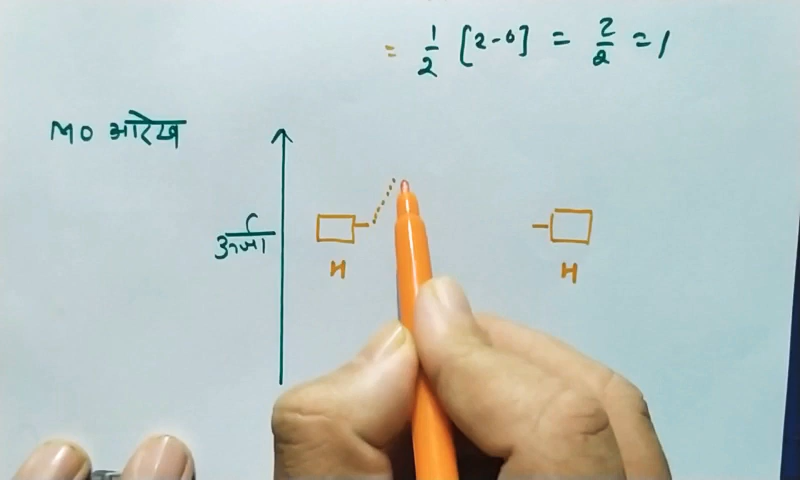 = 1/2 [2-0] = 2/2 = 1
MO आरेख
ऊर्जा
H H